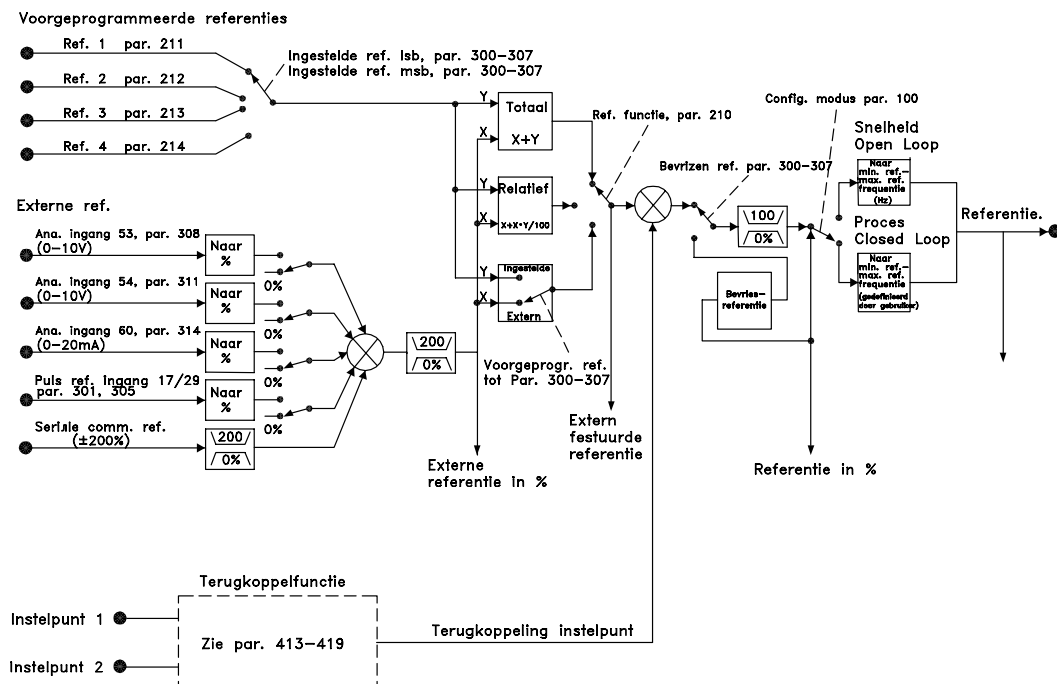 Voorgeprogrammeerde referenties
Ref. 1 par. 211
Ref. 2 par. 212
Ref. 3 par. 213
Ref. 4 par. 214
Ingestelde ref. lsb, par. 300-307
Ingestelde ref. msb, par. 300-307
Y
Totaal
X
X+Y
Y
Relatief
X
X+X*Y/100
Y
Ingestelde
X
Extern
Ref. functie, par. 210
Bevrizen ref. par. 300-307
Config. modus par. 100
Snelheid
Open Loop
Naar
min. ref.-
max. ref.
frequentie
(Hz)
Proces
Closed Loop
Naar
min. ref.-
max. ref.
frequentie
(gedefinieerd
door gebruiker)
Referentie.
100
0%
Bevries-
referentie
Externe ref.
Ana. ingang 53, par. 308
(0-10V)
Naar
%
0%
Ana. ingang 54, par. 311
(0-10V)
Naar
%
0%
Ana. ingang 60, par. 314
(0-20mA)
Naar
%
0%
Puls ref. ingang 17/29
par. 301, 305
Naar
%
0%
Seriële comm. ref.
(±200%)
200
0%
200
0%
Voorgeprogr. ref.
tot Par. 300-307
Externe
referentie in %
Extern
festuurde
referentie
Referentie in %
Terugkoppelfunctie
Instelpunt 1
Zie par. 413-419
Terugkoppeling instelpunt
Instelpunt 2